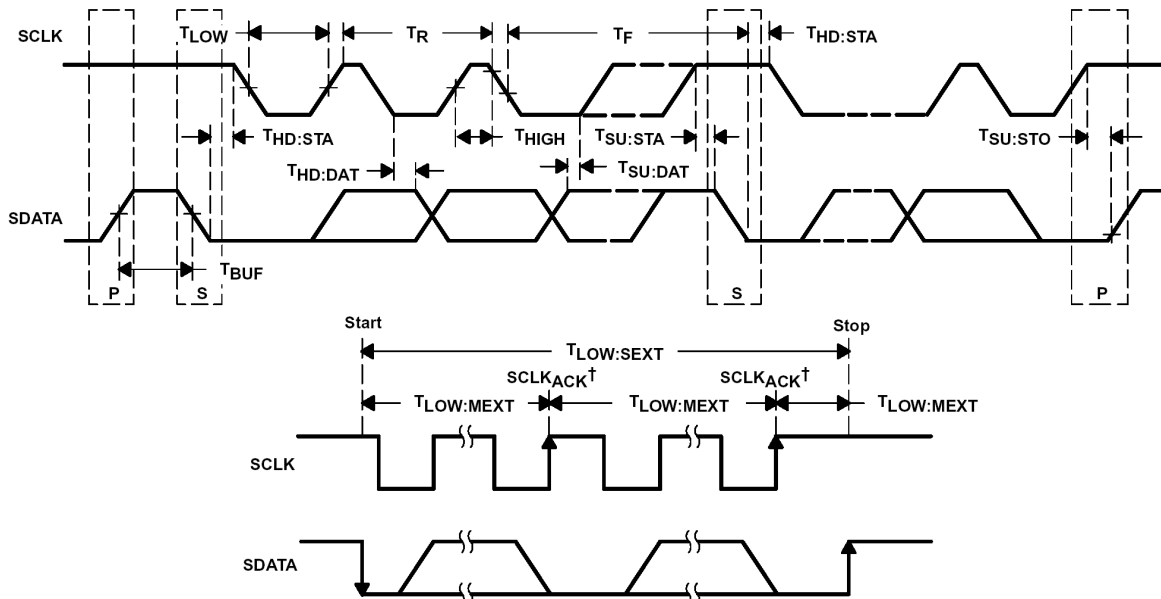 SCLK
TLOW
TR
TF
THD:STA
THD:STA
THIGH
TSU:STA
TSU:STO
THD:DAT
TSU:DAT
SDATA
TBUF
P
S
S
P
Start
Stop
TLOW:SEXT
SCLKACK†
SCLKACK†
TLOW:MEXT
TLOW:MEXT
TLOW:MEXT
SCLK
SDATA